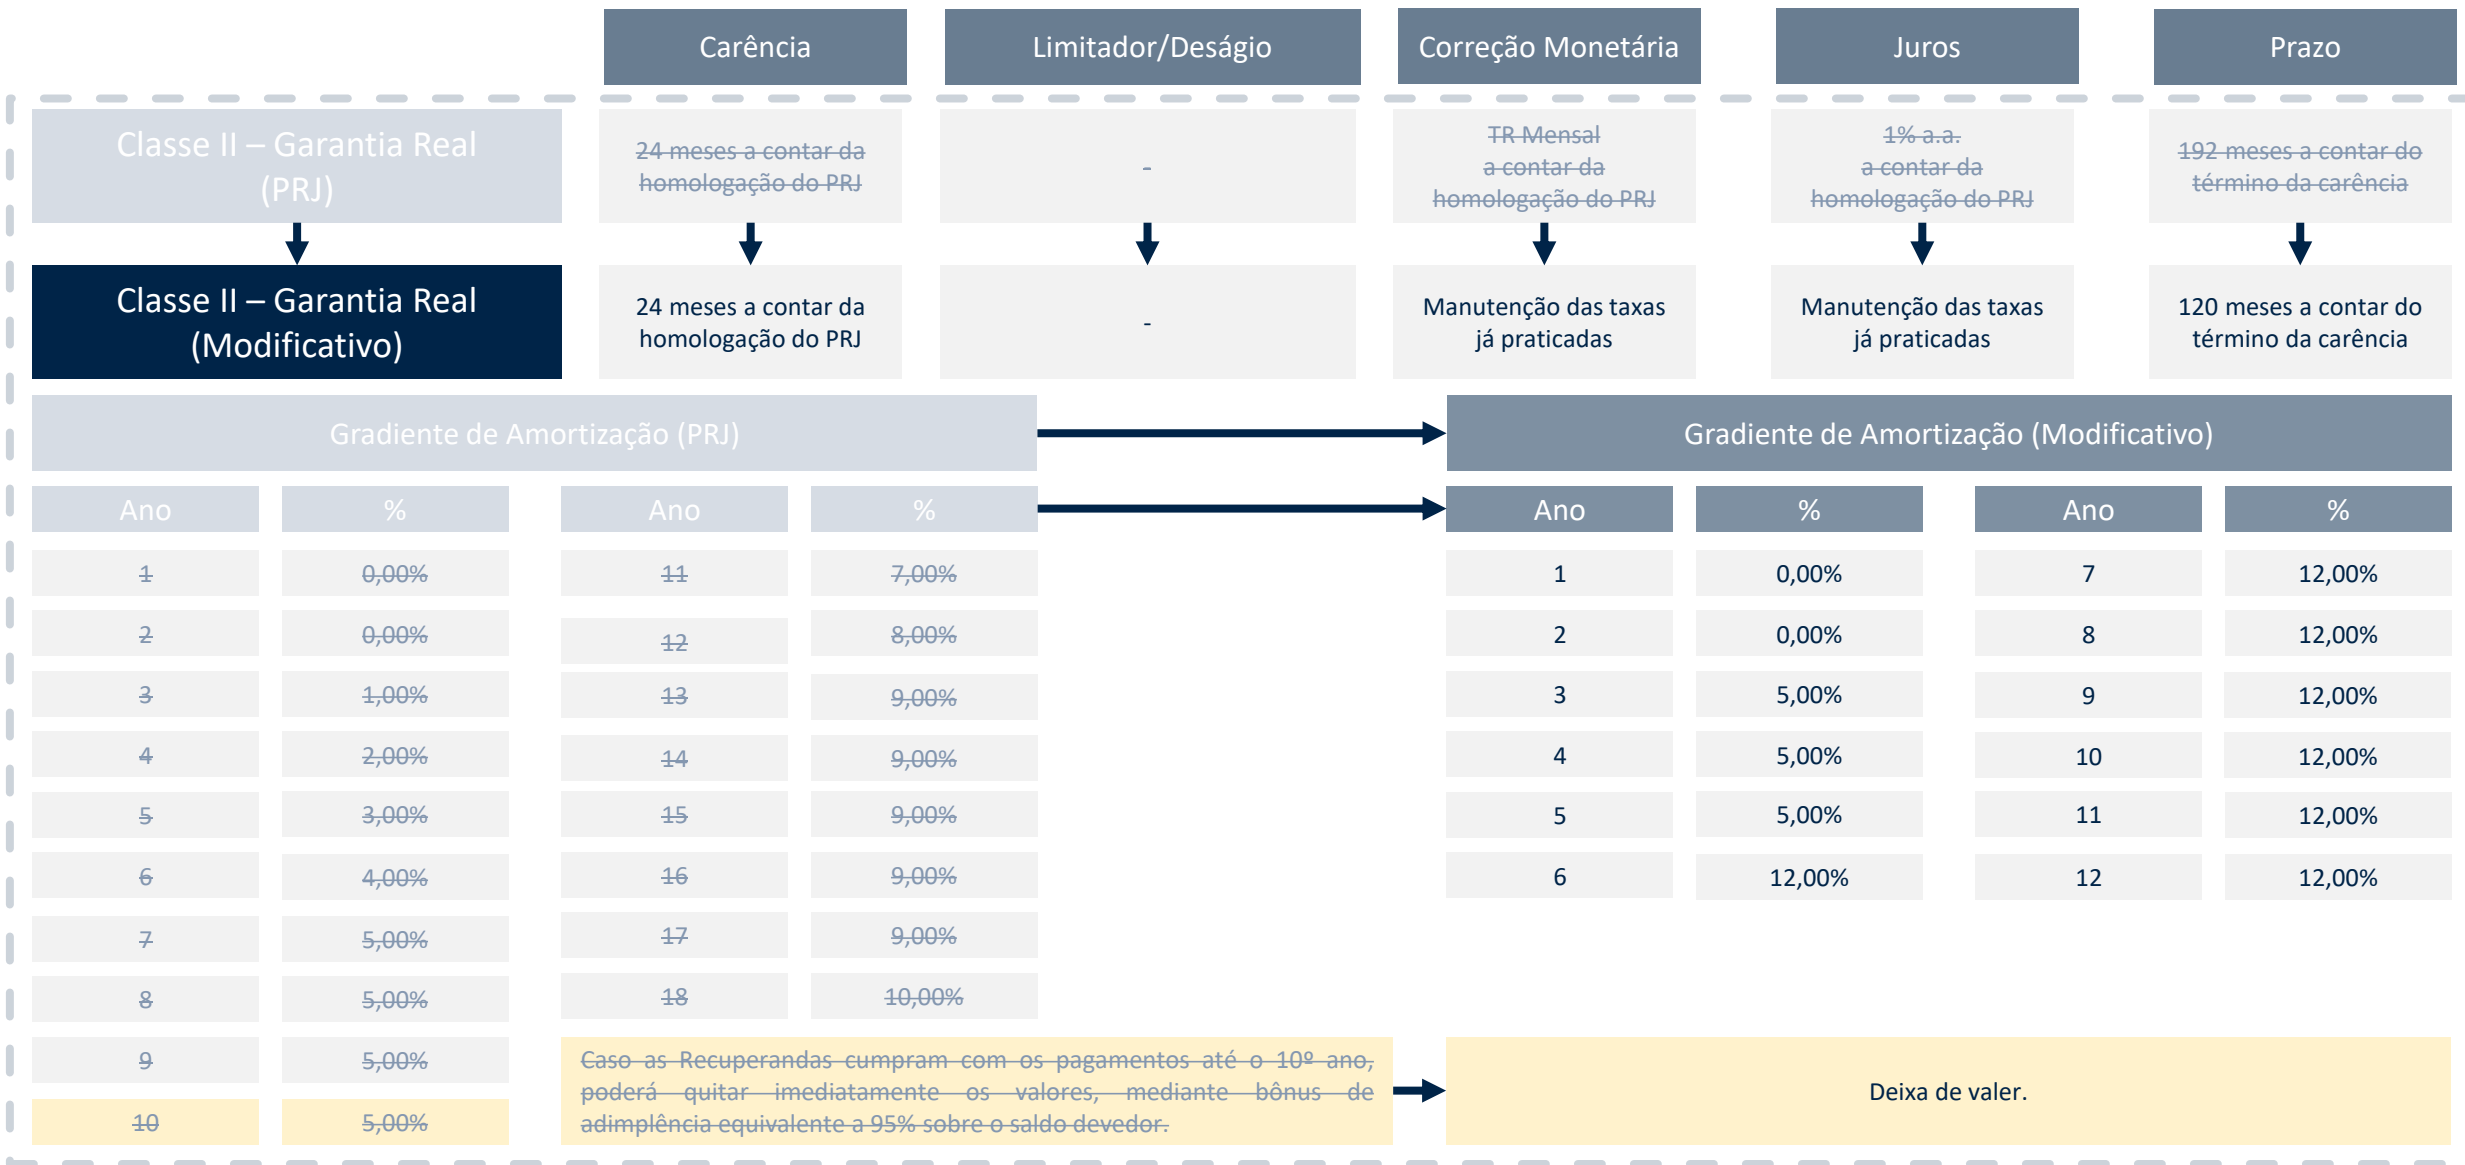 Carência
Limitador/Deságio
Correção Monetária
Juros
Prazo
Classe II – Garantia Real
(PRJ)
24 meses a contar da
homologação do PRJ
-
TR Mensal
a contar da
homologação do PRJ
1% a.a.
a contar da
homologação do PRJ
192 meses a contar do
término da carência
Classe II – Garantia Real
(Modificativo)
24 meses a contar da
homologação do PRJ
-
Manutenção das taxas
já praticadas
Manutenção das taxas
já praticadas
120 meses a contar do
término da carência
Gradiente de Amortização (PRJ)
Gradiente de Amortização (Modificativo)
Ano % Ano % Ano % Ano %
1 0,00% 11 7,00% 1 0,00% 7 12,00%
2 0,00% 12 8,00% 2 0,00% 8 12,00%
3 1,00% 13 9,00% 3 5,00% 9 12,00%
4 2,00% 14 9,00% 4 5,00% 10 12,00%
5 3,00% 15 9,00% 5 5,00% 11 12,00%
6 4,00% 16 9,00% 6 12,00% 12 12,00%
7 5,00% 17 9,00%
8 5,00% 18 10,00%
9 5,00%
10 5,00%
Caso as Recuperandas cumpram com os pagamentos até o 10º ano,
poderá quitar imediatamente os valores, mediante bônus de
adimplência equivalente a 95% sobre o saldo devedor.
Deixa de valer.